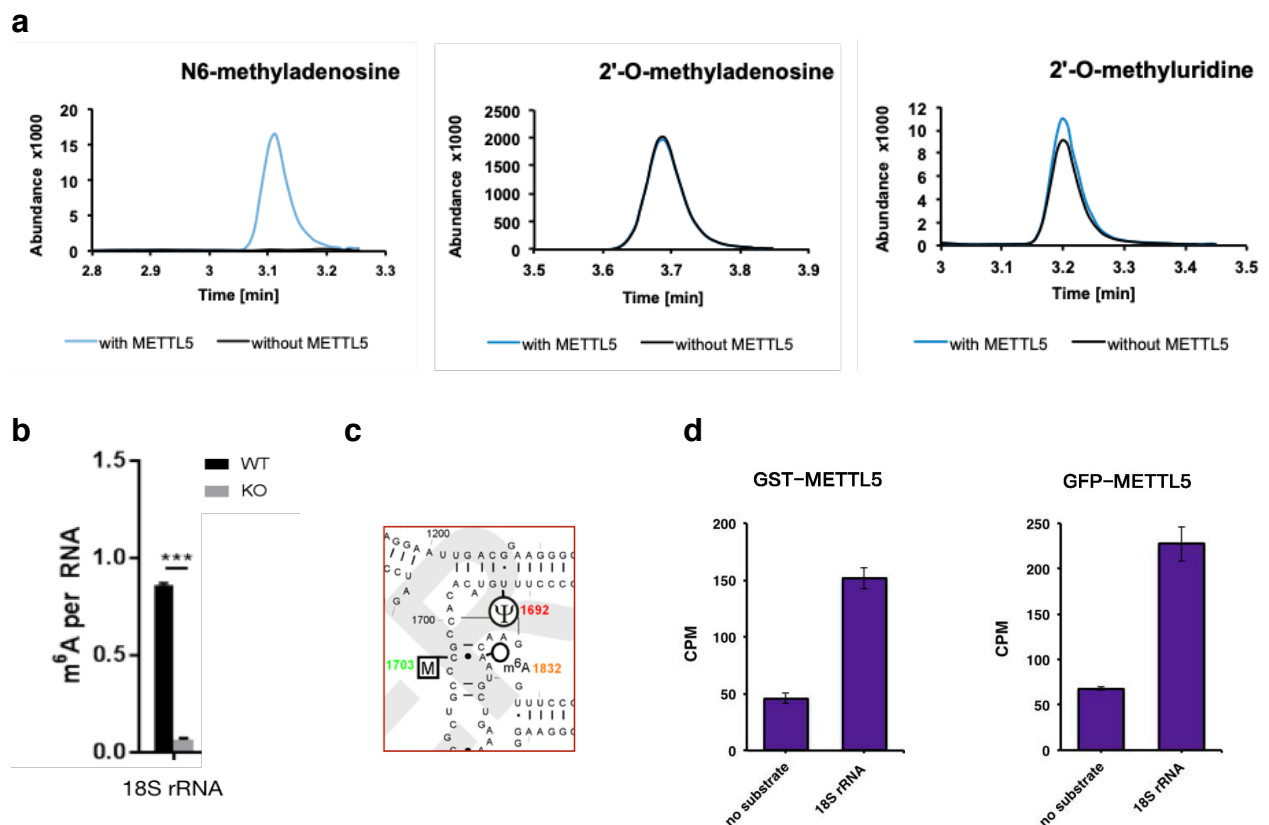 a
N6-methyladenosine
Abundance x1000
20
15
10
5
0
2.8 2.9 3 3.1 3.2 3.3
Time [min]
with METTL5 without METTL5
2'-O-methyladenosine
Abundance x1000
2500
2000
1500
1000
500
0
3.5 3.6 3.7 3.8 3.9
Time [min]
with METTL5 without METTL5
2'-O-methyluridine
Abundance x1000
12
10
8
6
4
2
0
3 3.1 3.2 3.3 3.4 3.5
Time [min]
with METTL5 without METTL5
b
WT
KO
m⁶A per RNA
1.5
1.0
0.5
0.0
***
18S rRNA
c
1200
Ψ 1692
1700
1703 M
m⁶A 1832
d
GST–METTL5
CPM
200
150
100
50
0
no substrate
18S rRNA
GFP–METTL5
CPM
250
200
150
100
50
0
no substrate
18S rRNA